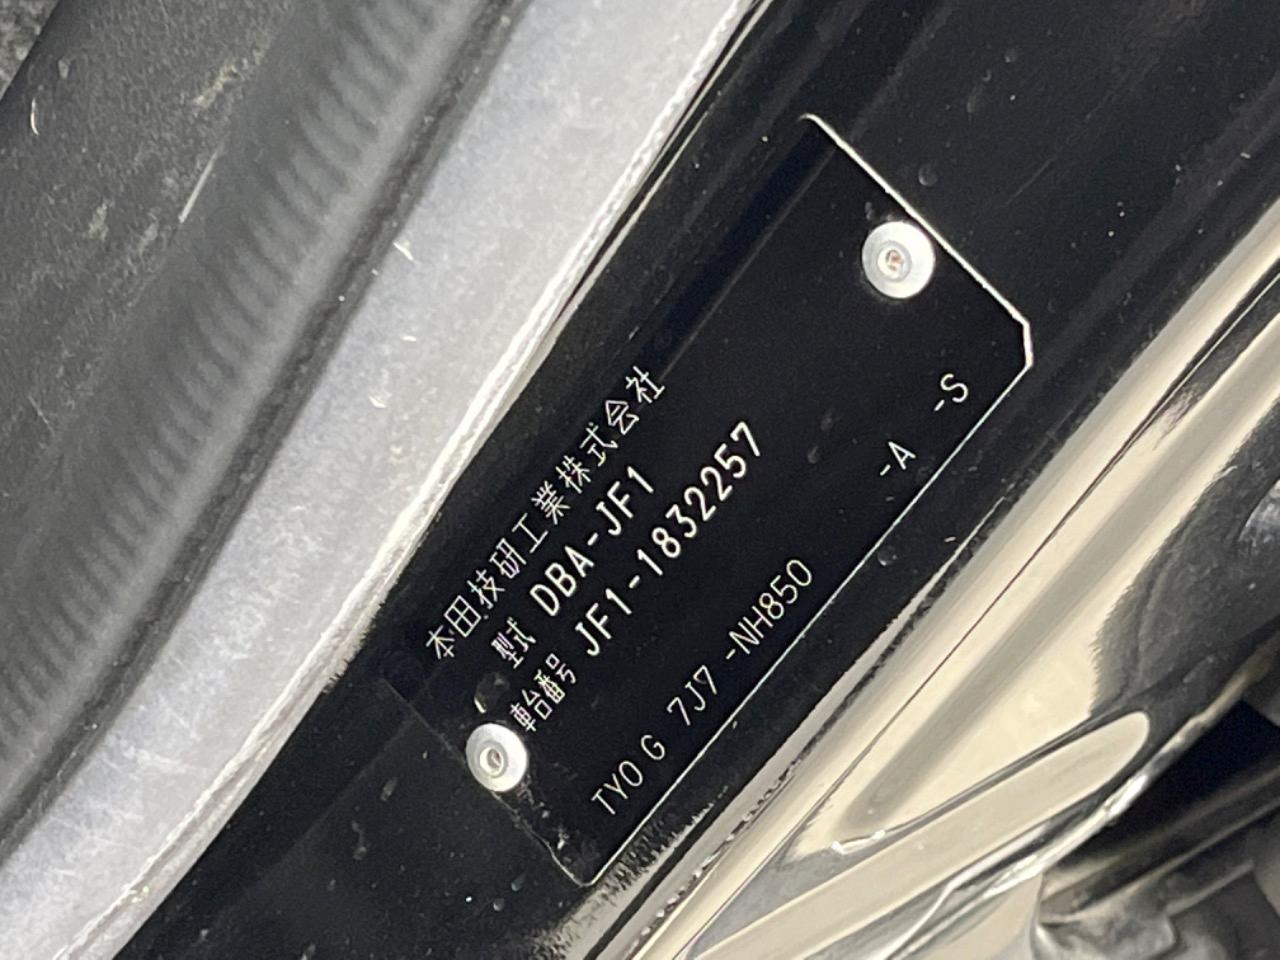 本田技研工業株式会社
型式 DBA-JF1
車台番号 JF1-1832257
TY0 G 7J7 -NH850 -A -S